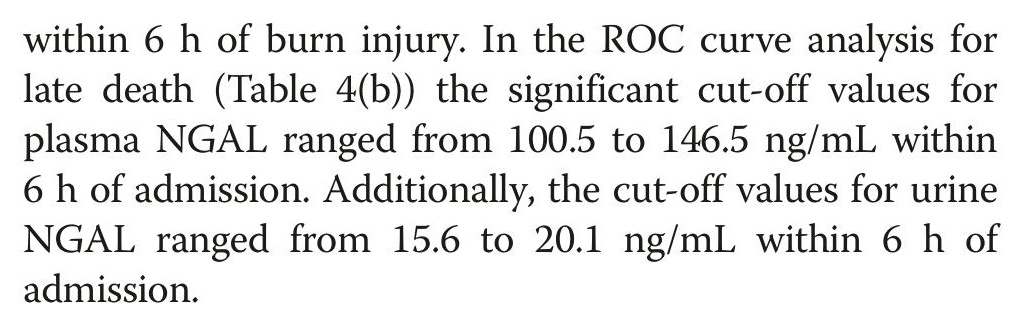 within 6 h of burn injury. In the ROC curve analysis for
late death (Table 4(b)) the significant cut-off values for
plasma NGAL ranged from 100.5 to 146.5 ng/mL within
6 h of admission. Additionally, the cut-off values for urine
NGAL ranged from 15.6 to 20.1 ng/mL within 6 h of
admission.